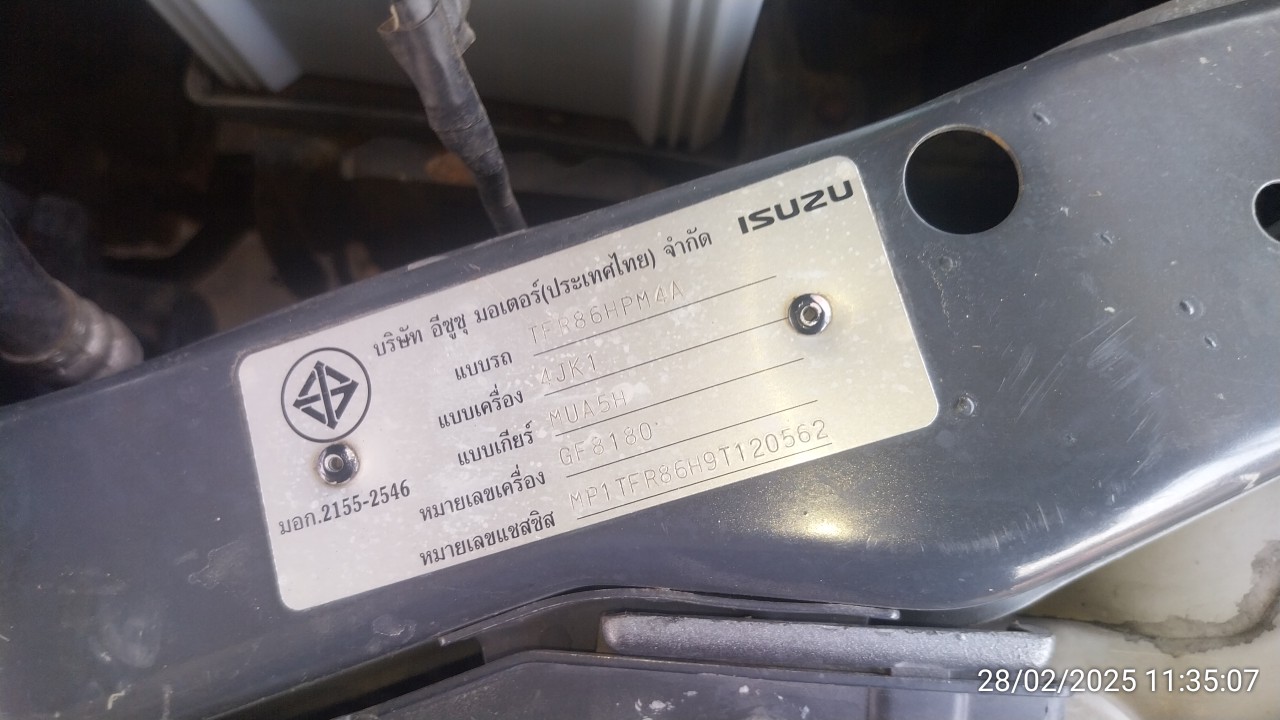 ISUZU
บริษัท อีซูซุ มอเตอร์(ประเทศไทย) จำกัด
แบบรถ TFR86HPM4A
แบบเครื่อง 4JK1
แบบเกียร์ MUA5H
หมายเลขเครื่อง GF8180
หมายเลขแชสซิส MP1TFR86H9T120562
มอก.2155-2546
28/02/2025 11:35:07